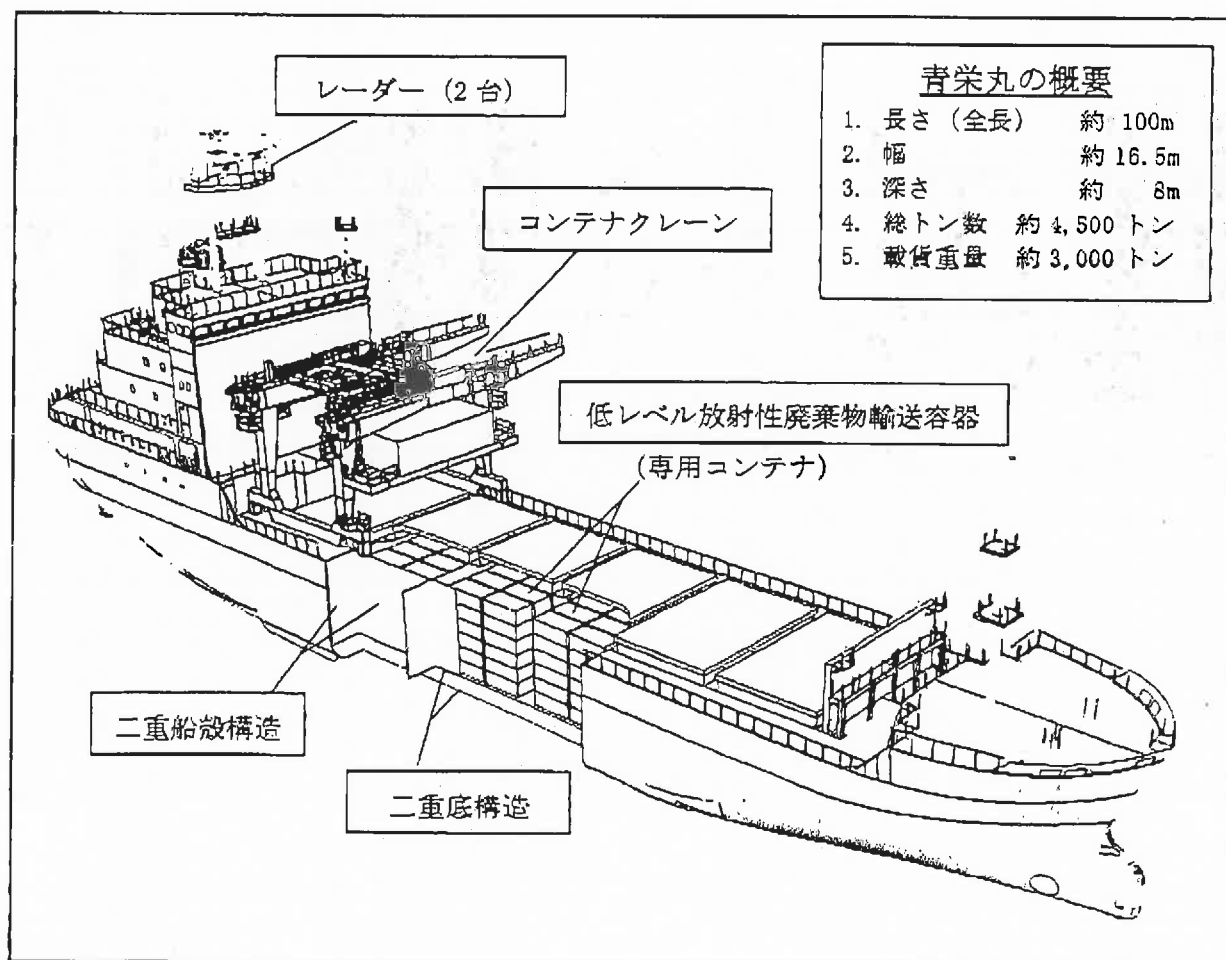 レーダー (2台)
コンテナクレーン
低レベル放射性廃棄物輸送容器
(専用コンテナ)
二重船殻構造
二重底構造
青栄丸の概要
1. 長さ (全長) 約 100m
2. 幅 約 16.5m
3. 深さ 約 8m
4. 総トン数 約 4,500 トン
5. 載貨重量 約 3,000 トン